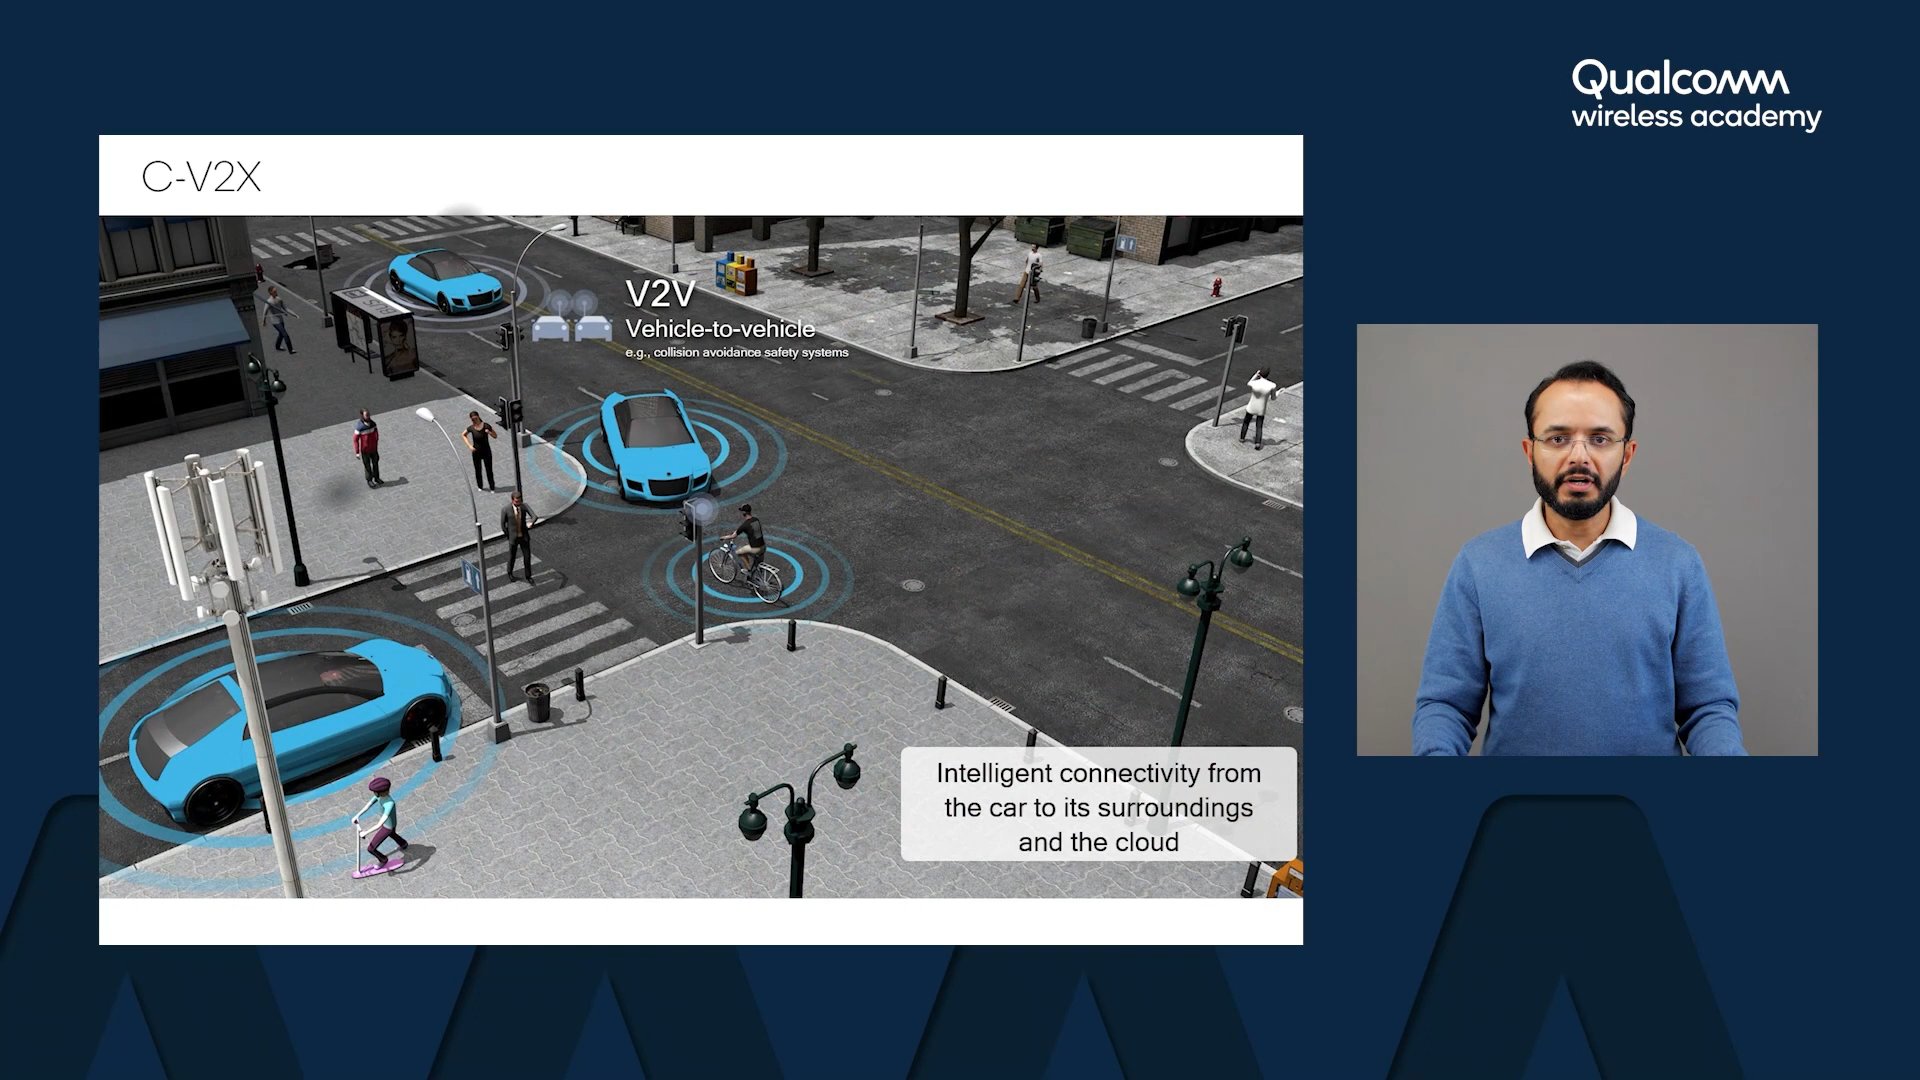 Qualcomm
wireless academy
C-V2X
V2V
Vehicle-to-vehicle
e.g., collision avoidance safety systems
Intelligent connectivity from
the car to its surroundings
and the cloud